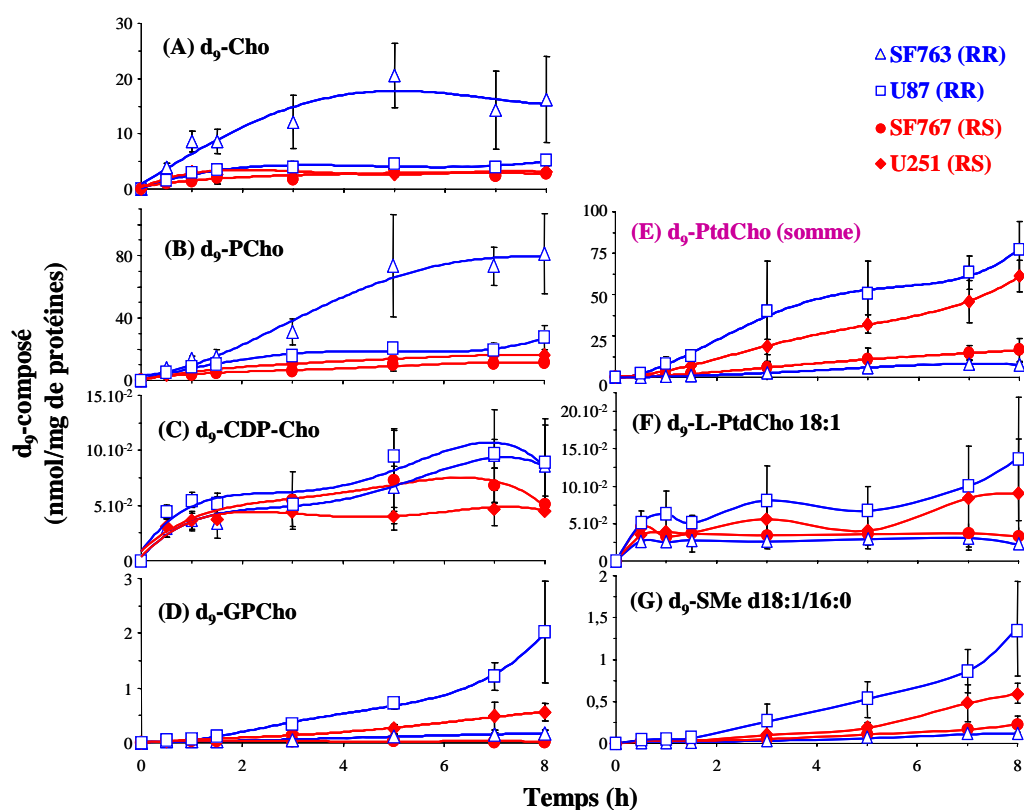 (A) d9-Cho
30
20
10
0
SF763 (RR)
U87 (RR)
SF767 (RS)
U251 (RS)
(B) d9-PCho
80
40
0
(E) d9-PtdCho (somme)
100
75
50
25
0
d9-composé
(nmol/mg de protéines)
(C) d9-CDP-Cho
15.10-2
10.10-2
5.10-2
0
(F) d9-L-PtdCho 18:1
20.10-2
10.10-2
5.10-2
0
(D) d9-GPCho
3
2
1
0
0 2 4 6 8
(G) d9-SMe d18:1/16:0
2
1,5
1
0,5
0
0 2 4 6 8
Temps (h)